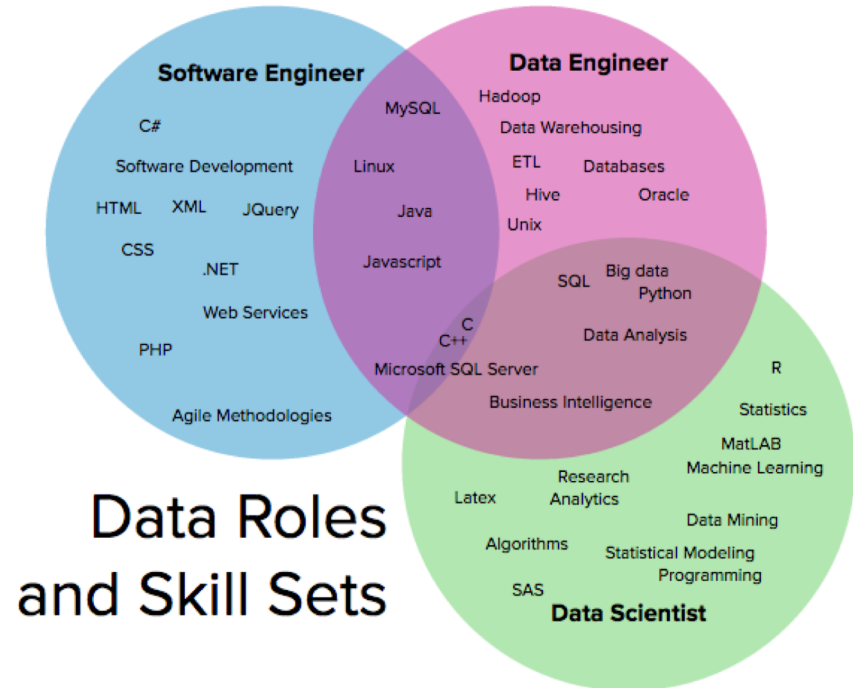 Software Engineer
C#
Software Development
HTML
XML
JQuery
CSS
.NET
Web Services
PHP
Agile Methodologies
MySQL
Linux
Java
Javascript
C
C++
Microsoft SQL Server
Data Engineer
Hadoop
Data Warehousing
ETL
Databases
Hive
Oracle
Unix
SQL
Big data
Python
Data Analysis
Business Intelligence
R
Statistics
MatLAB
Machine Learning
Research
Analytics
Latex
Data Mining
Algorithms
Statistical Modeling
Programming
SAS
Data Scientist
Data Roles
and Skill Sets